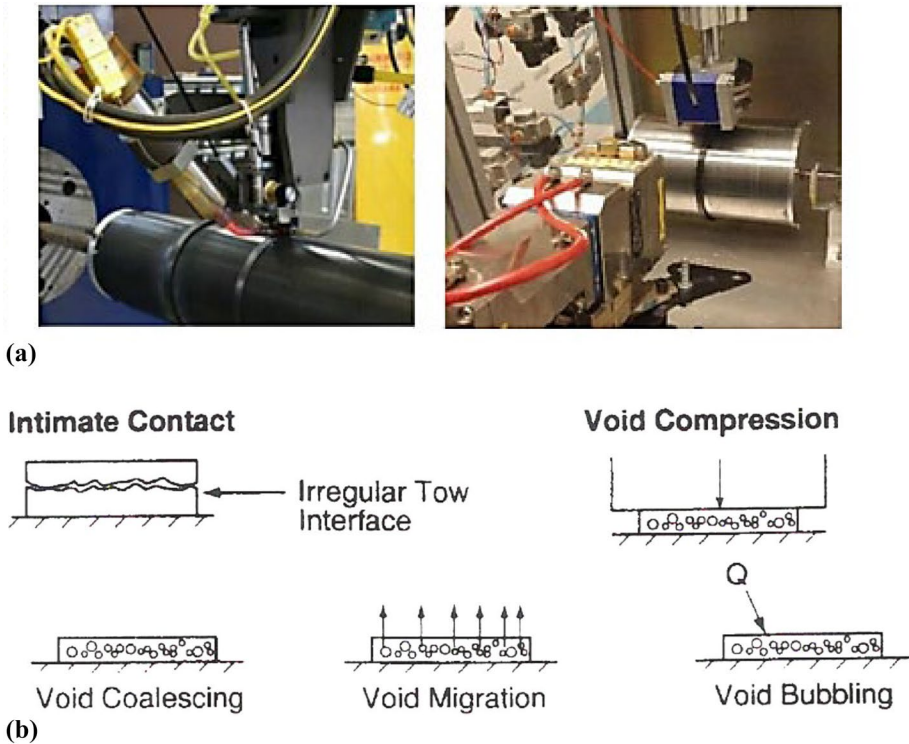 (a)
Intimate Contact
Void Compression
Irregular Tow
Interface
Q
Void Coalescing
Void Migration
Void Bubbling
(b)